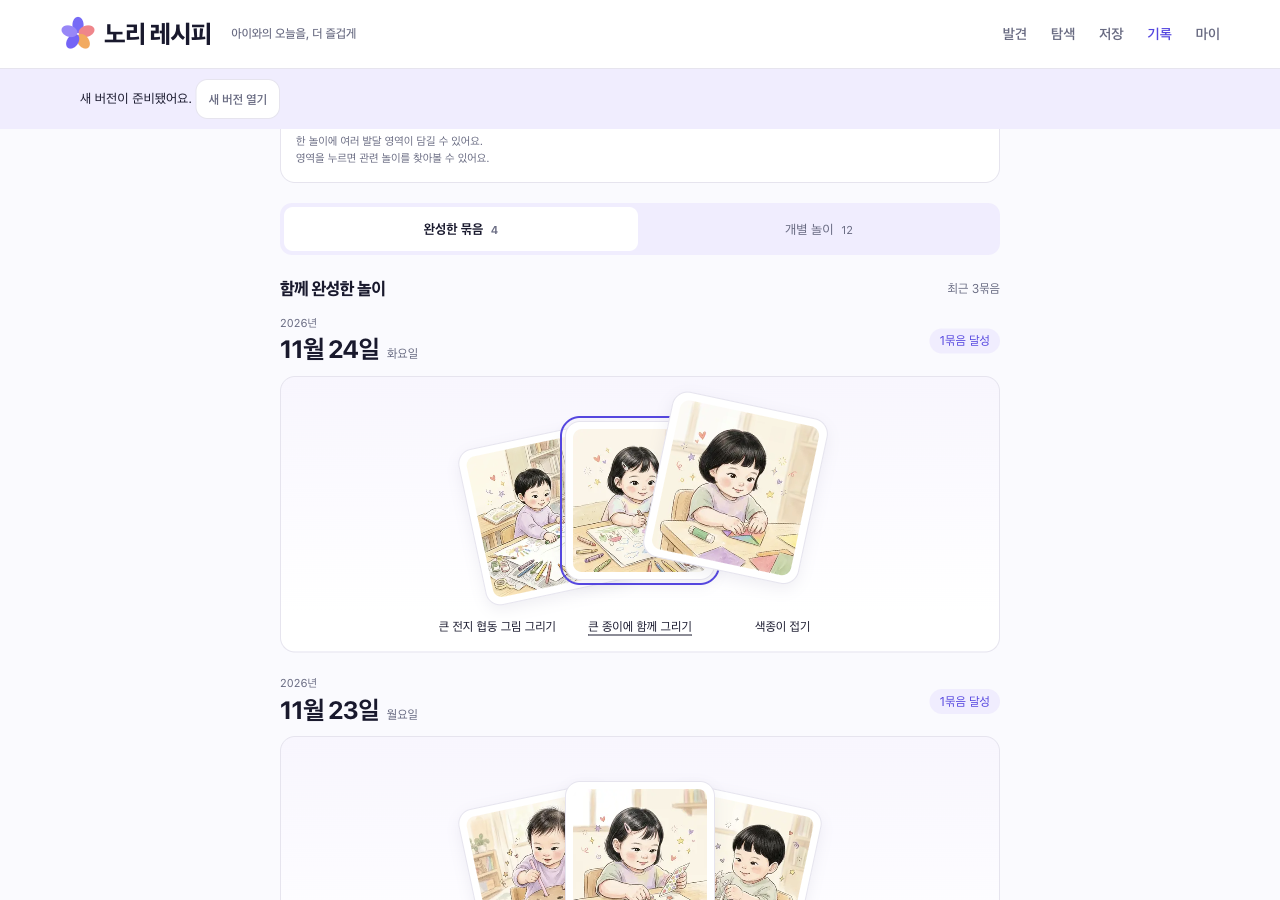 노리 레시피
아이와의 오늘을, 더 즐겁게
발견
탐색
저장
기록
마이
새 버전이 준비됐어요.
새 버전 열기
한 놀이에 여러 발달 영역이 담길 수 있어요.
영역을 누르면 관련 놀이를 찾아볼 수 있어요.
완성한 묶음 4
개별 놀이 12
함께 완성한 놀이
최근 3묶음
2026년
11월 24일 화요일
1묶음 달성
큰 전지 협동 그림 그리기
큰 종이에 함께 그리기
색종이 접기
2026년
11월 23일 월요일
1묶음 달성